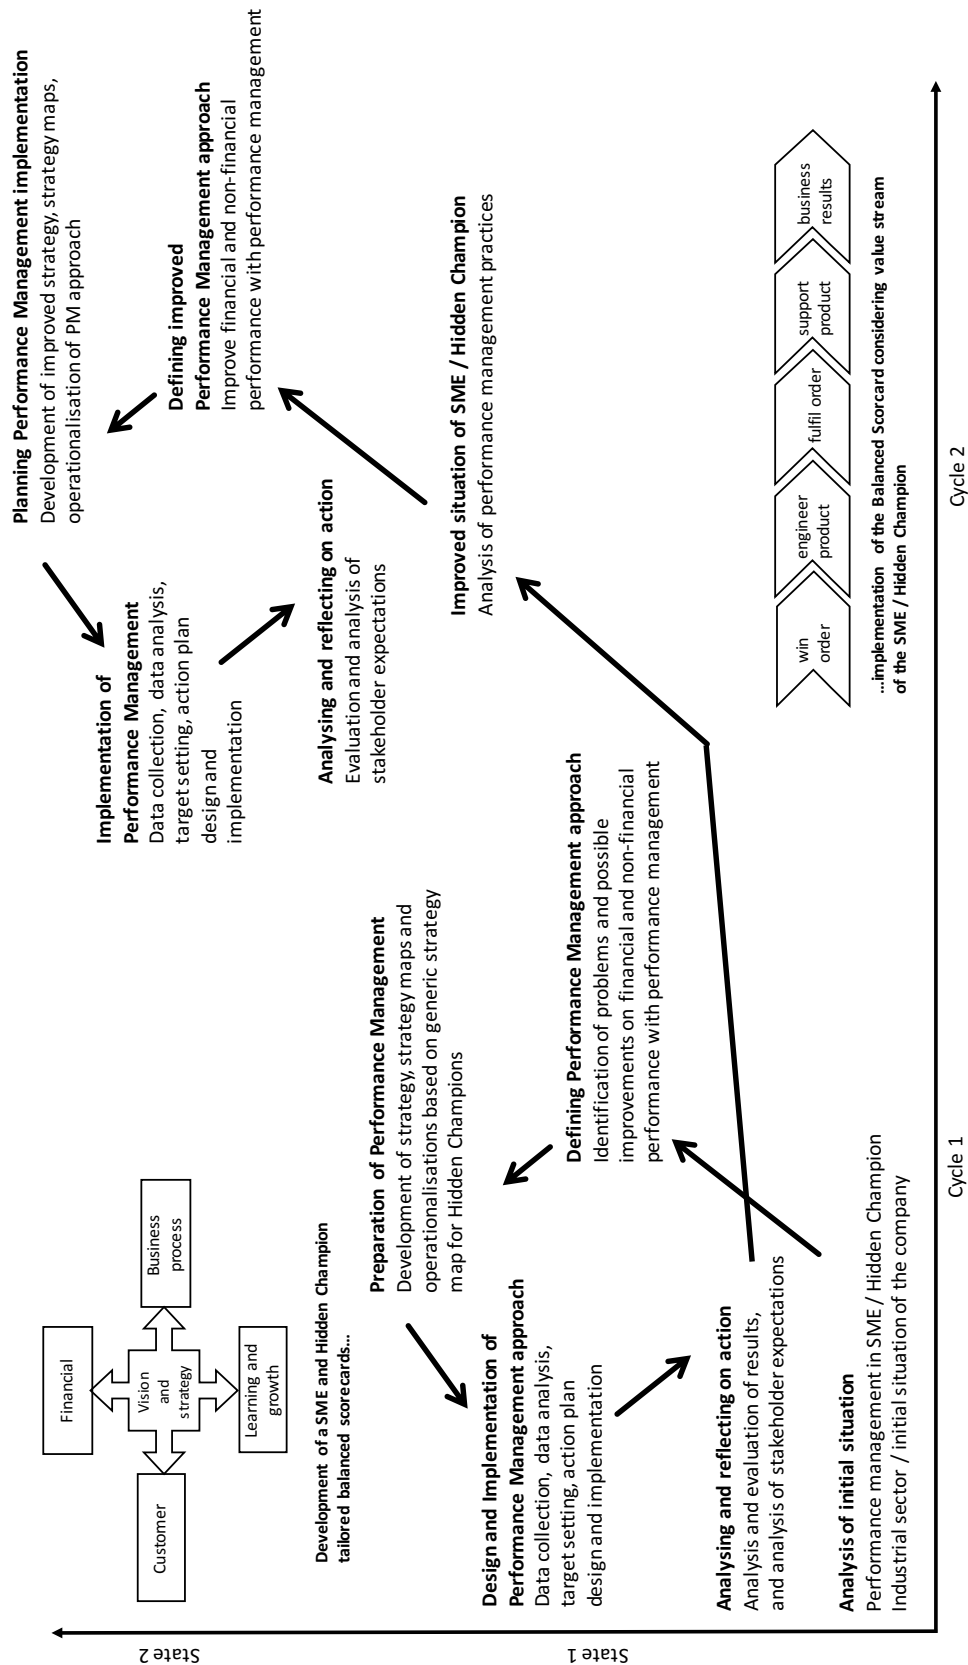 State 2
State 1
Financial
Customer
Vision
and
strategy
Business
process
Learning and
growth
Development of a SME and Hidden Champion
tailored balanced scorecards...
Planning Performance Management implementation
Development of improved strategy, strategy maps,
operationalisation of PM approach
Implementation of
Performance Management
Data collection, data analysis,
target setting, action plan
design and
implementation
Defining improved
Performance Management approach
Improve financial and non-financial
performance with performance management
Analysing and reflecting on action
Evaluation and analysis of
stakeholder expectations
Preparation of Performance Management
Development of strategy, strategy maps and
operationalisations based on generic strategy
map for Hidden Champions
Improved situation of SME / Hidden Champion
Analysis of performance management practices
Design and Implementation of
Performance Management approach
Data collection, data analysis,
target setting, action plan
design and implementation
Defining Performance Management approach
Identification of problems and possible
improvements on financial and non-financial
performance with performance management
Analysing and reflecting on action
Analysis and evaluation of results,
and analysis of stakeholder expectations
Analysis of initial situation
Performance management in SME / Hidden Champion
Industrial sector / initial situation of the company
win
order
engineer
product
fulfil order
support
product
business
results
...implementation of the Balanced Scorcard considering value stream
of the SME / Hidden Champion
Cycle 1
Cycle 2